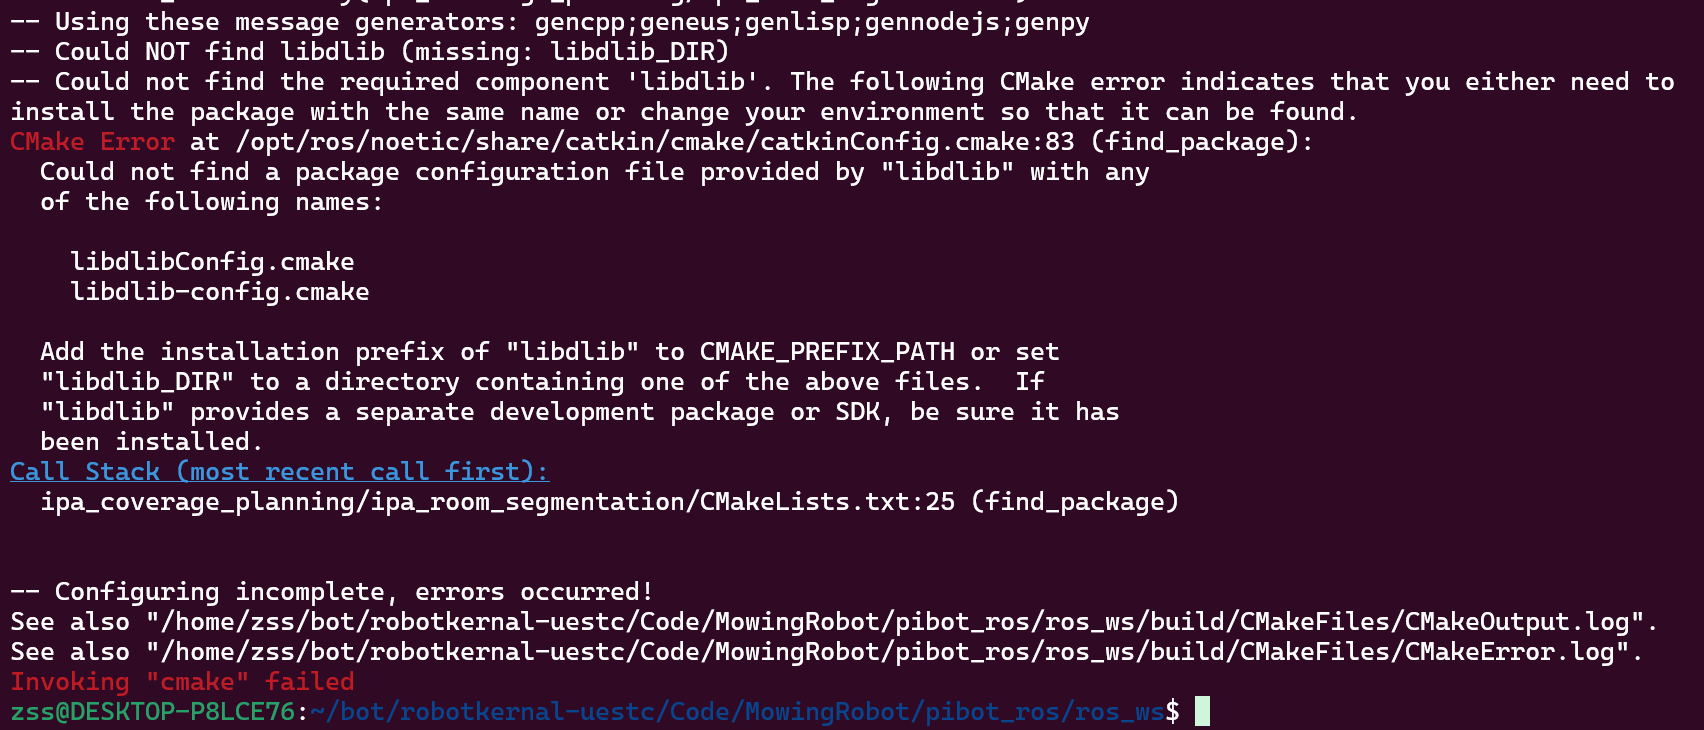 -- Using these message generators: gencpp;geneus;genlisp;gennodejs;genpy
-- Could NOT find libdlib (missing: libdlib_DIR)
-- Could not find the required component 'libdlib'. The following CMake error indicates that you either need to
install the package with the same name or change your environment so that it can be found.
CMake Error at /opt/ros/noetic/share/catkin/cmake/catkinConfig.cmake:83 (find_package):
  Could not find a package configuration file provided by "libdlib" with any
  of the following names:

    libdlibConfig.cmake
    libdlib-config.cmake

  Add the installation prefix of "libdlib" to CMAKE_PREFIX_PATH or set
  "libdlib_DIR" to a directory containing one of the above files.  If
  "libdlib" provides a separate development package or SDK, be sure it has
  been installed.
Call Stack (most recent call first):
  ipa_coverage_planning/ipa_room_segmentation/CMakeLists.txt:25 (find_package)


-- Configuring incomplete, errors occurred!
See also "/home/zss/bot/robotkernal-uestc/Code/MowingRobot/pibot_ros/ros_ws/build/CMakeFiles/CMakeOutput.log".
See also "/home/zss/bot/robotkernal-uestc/Code/MowingRobot/pibot_ros/ros_ws/build/CMakeFiles/CMakeError.log".
Invoking "cmake" failed
zss@DESKTOP-P8LCE76:~/bot/robotkernal-uestc/Code/MowingRobot/pibot_ros/ros_ws$